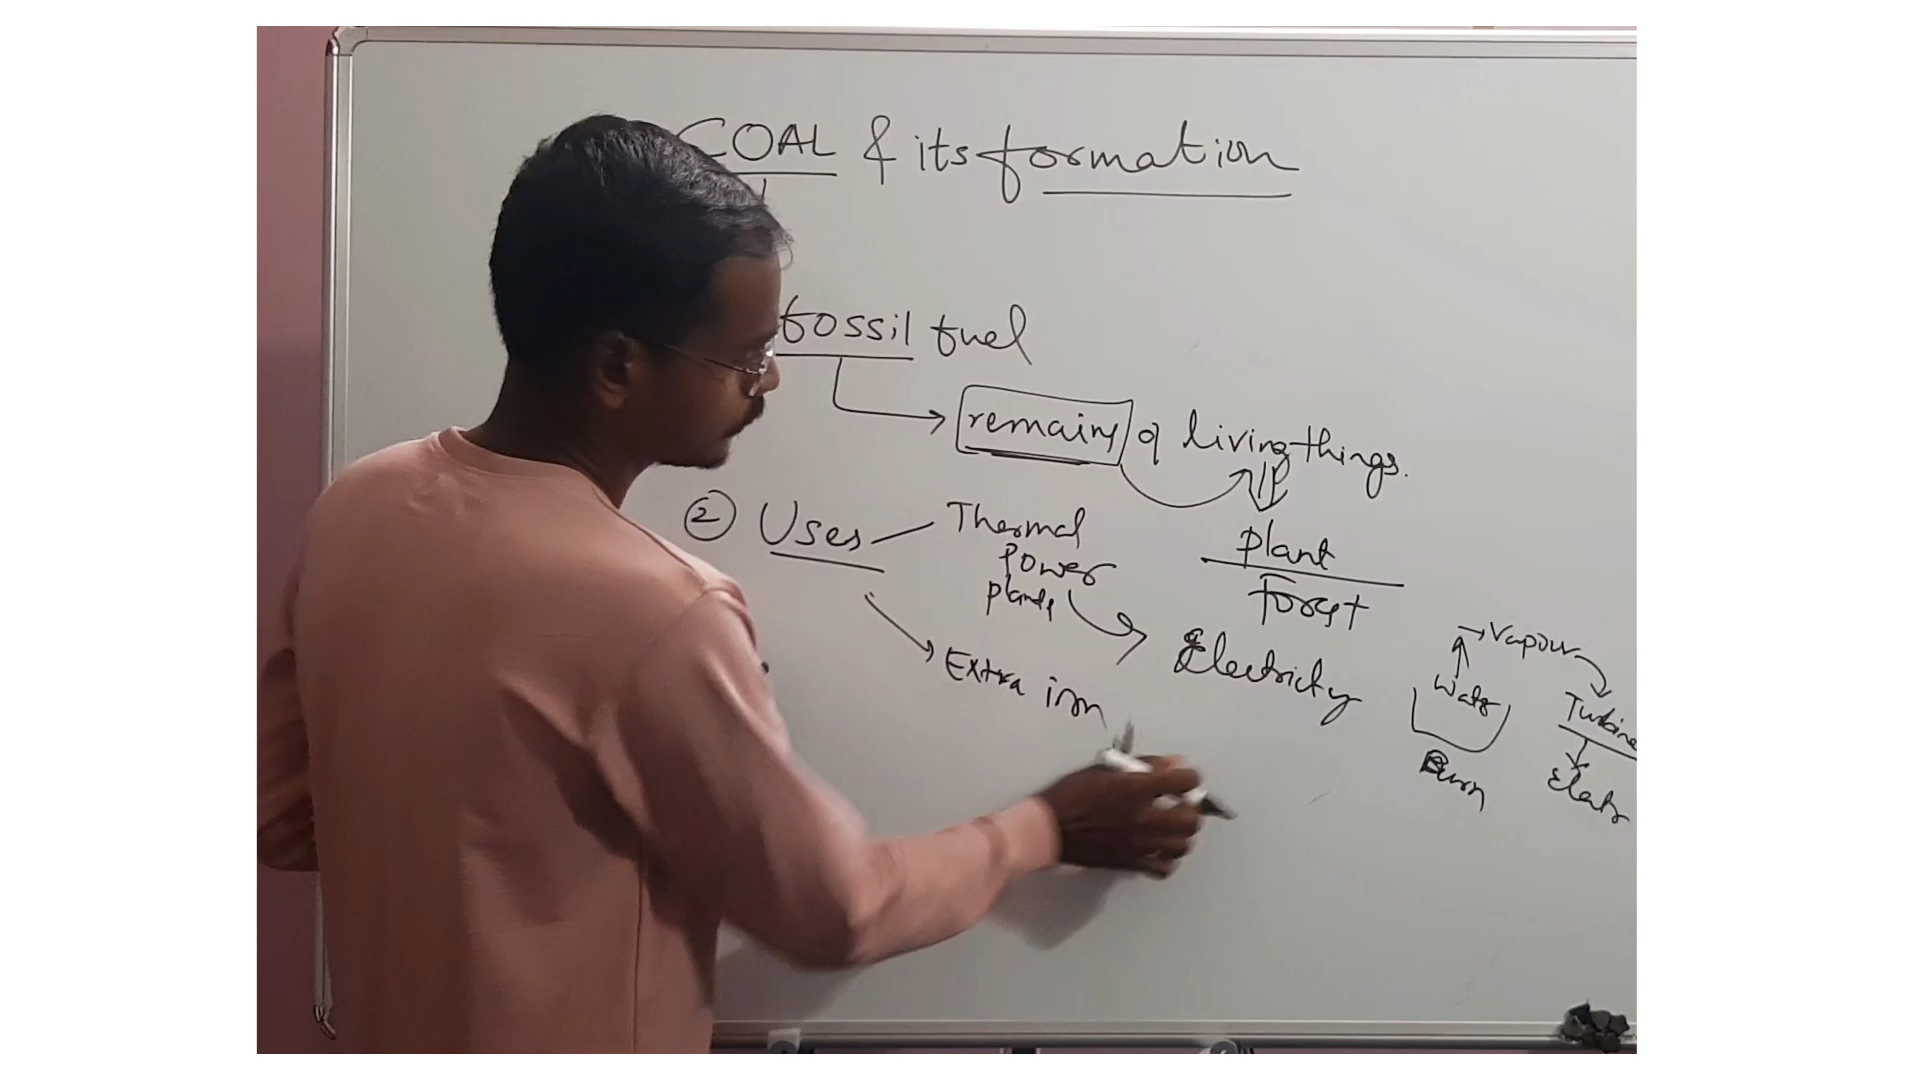 COAL & its formation
fossil fuel
remains of living things.
② Uses
Thermal
Power
plants
plant
forest
Electricity
Extra iron
Vapour
Water
Burn
Turbine